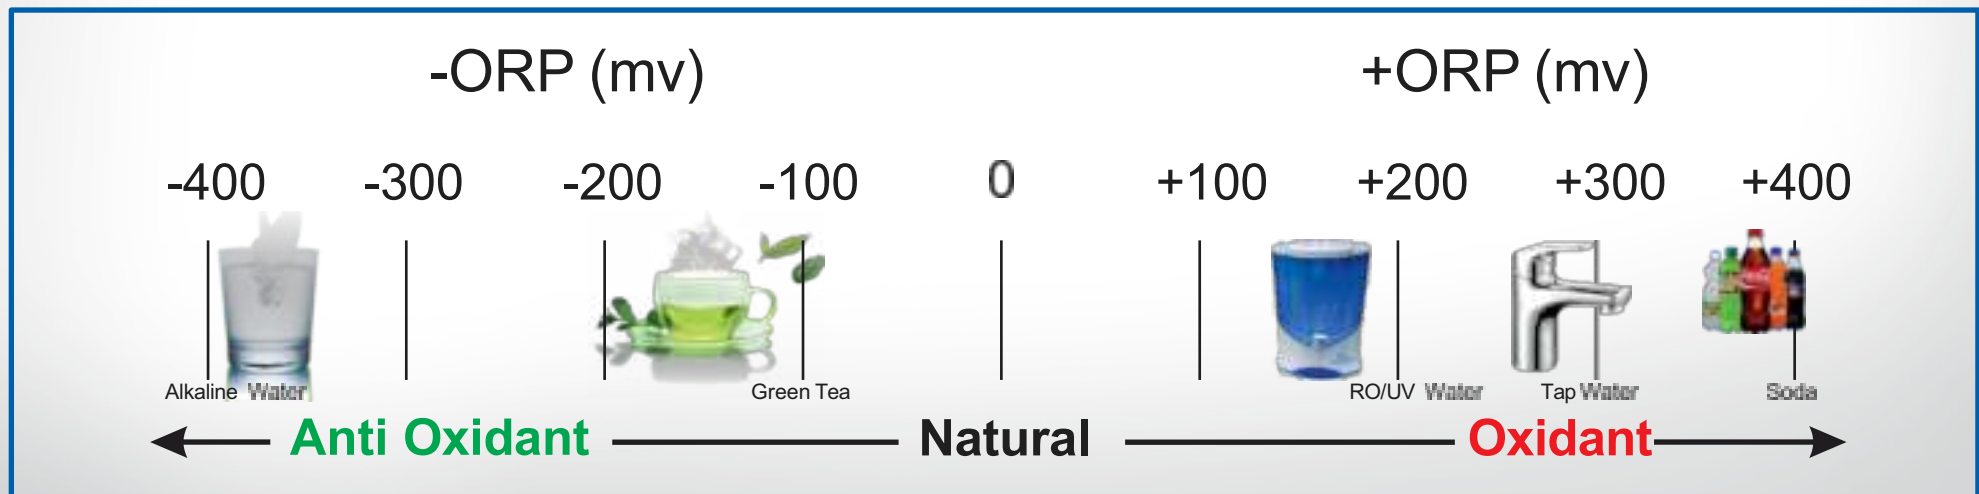 -ORP (mv) +ORP (mv)
-400 -300 -200 -100 0 +100 +200 +300 +400
Alkaline Water Green Tea RO/UV Water Tap Water Soda
Anti Oxidant Natural Oxidant